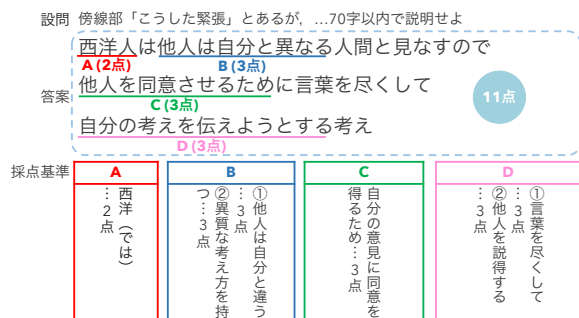 設問 傍線部「こうした緊張」とあるが，…70字以内で説明せよ
西洋人は他人は自分と異なる人間と見なすので
A (2点) B (3点)
答案 他人を同意させるために言葉を尽くして
C (3点)
11点
自分の考えを伝えようとする考え
D (3点)
採点基準 A B C D
西洋（では）
…2点
①他人は自分と違う
…3点
②異質な考え方を持
つ…3点
自分の意見に同意を
得るため…3点
①言葉を尽くして
…3点
②他人を説得する
…3点